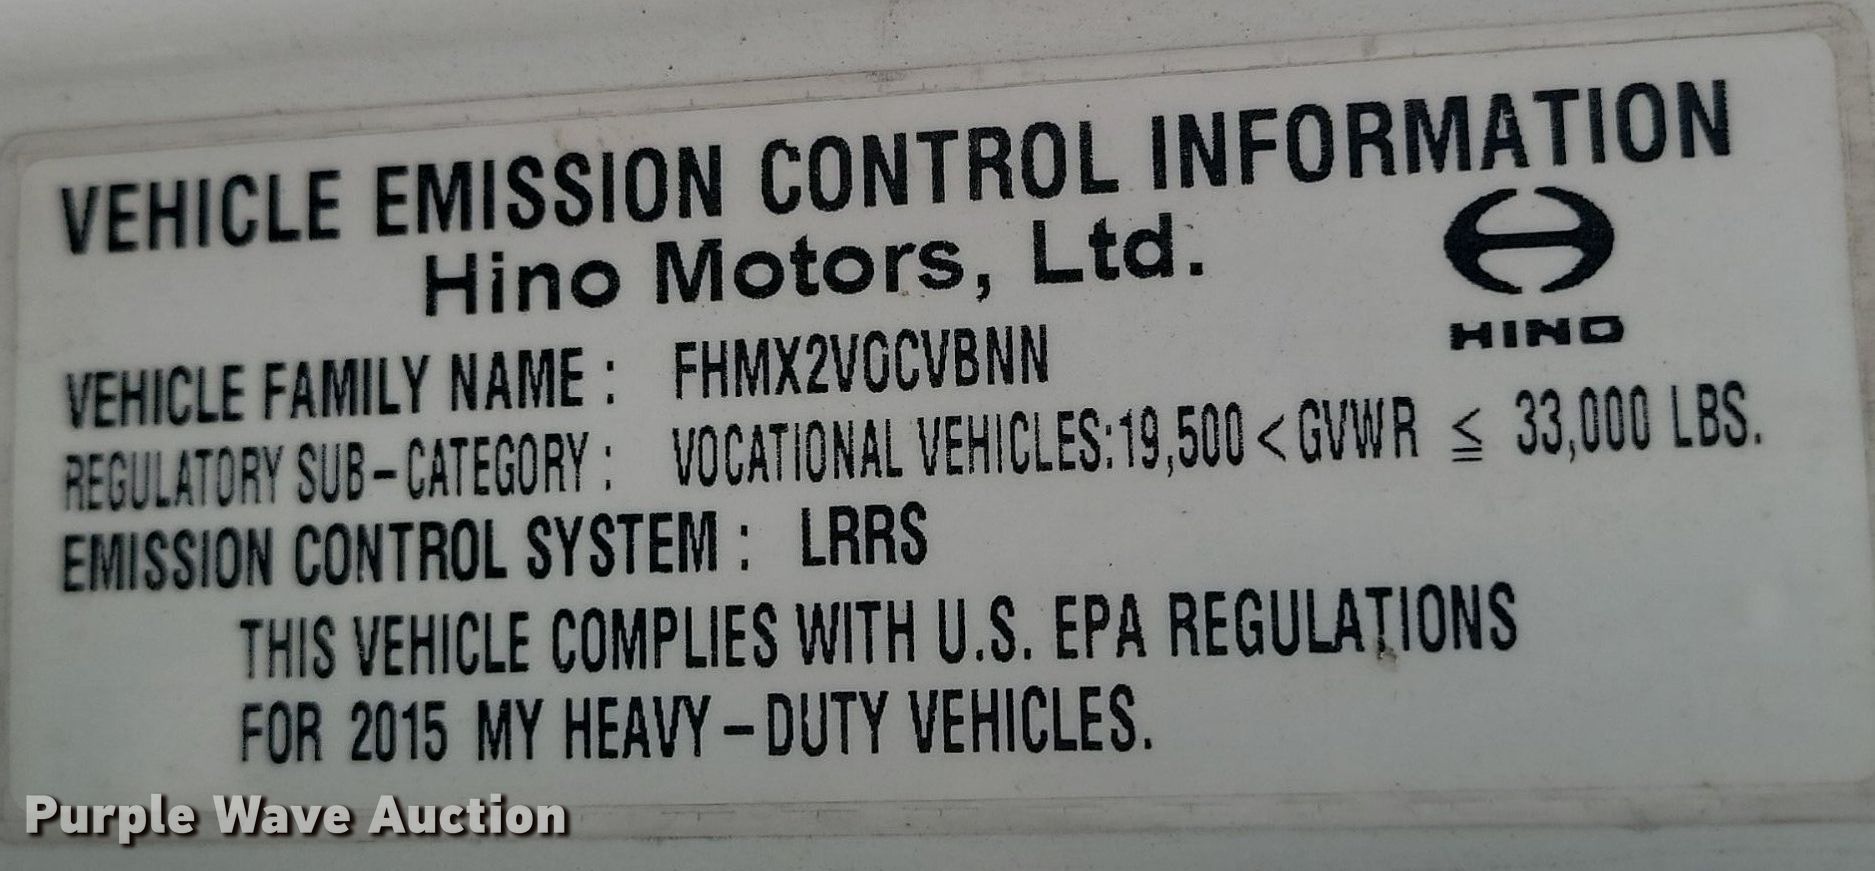 VEHICLE EMISSION CONTROL INFORMATION
Hino Motors, Ltd.
HINO
VEHICLE FAMILY NAME : FHMX2VOCVBNN
REGULATORY SUB-CATEGORY : VOCATIONAL VEHICLES:19,500 < GVWR ≦ 33,000 LBS.
EMISSION CONTROL SYSTEM : LRRS
THIS VEHICLE COMPLIES WITH U.S. EPA REGULATIONS
FOR 2015 MY HEAVY-DUTY VEHICLES.
Purple Wave Auction